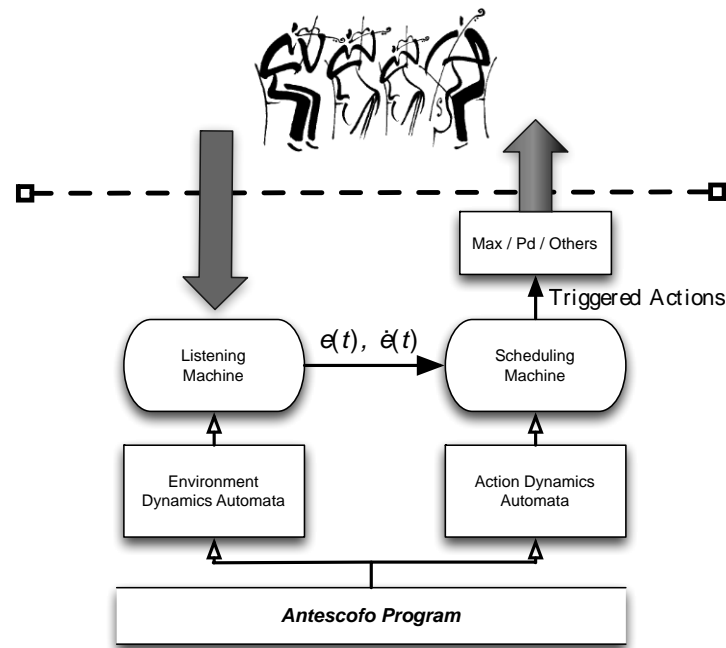 Max / Pd / Others
Triggered Actions
Listening
Machine
e(t), ė(t)
Scheduling
Machine
Environment
Dynamics Automata
Action Dynamics
Automata
Antescofo Program